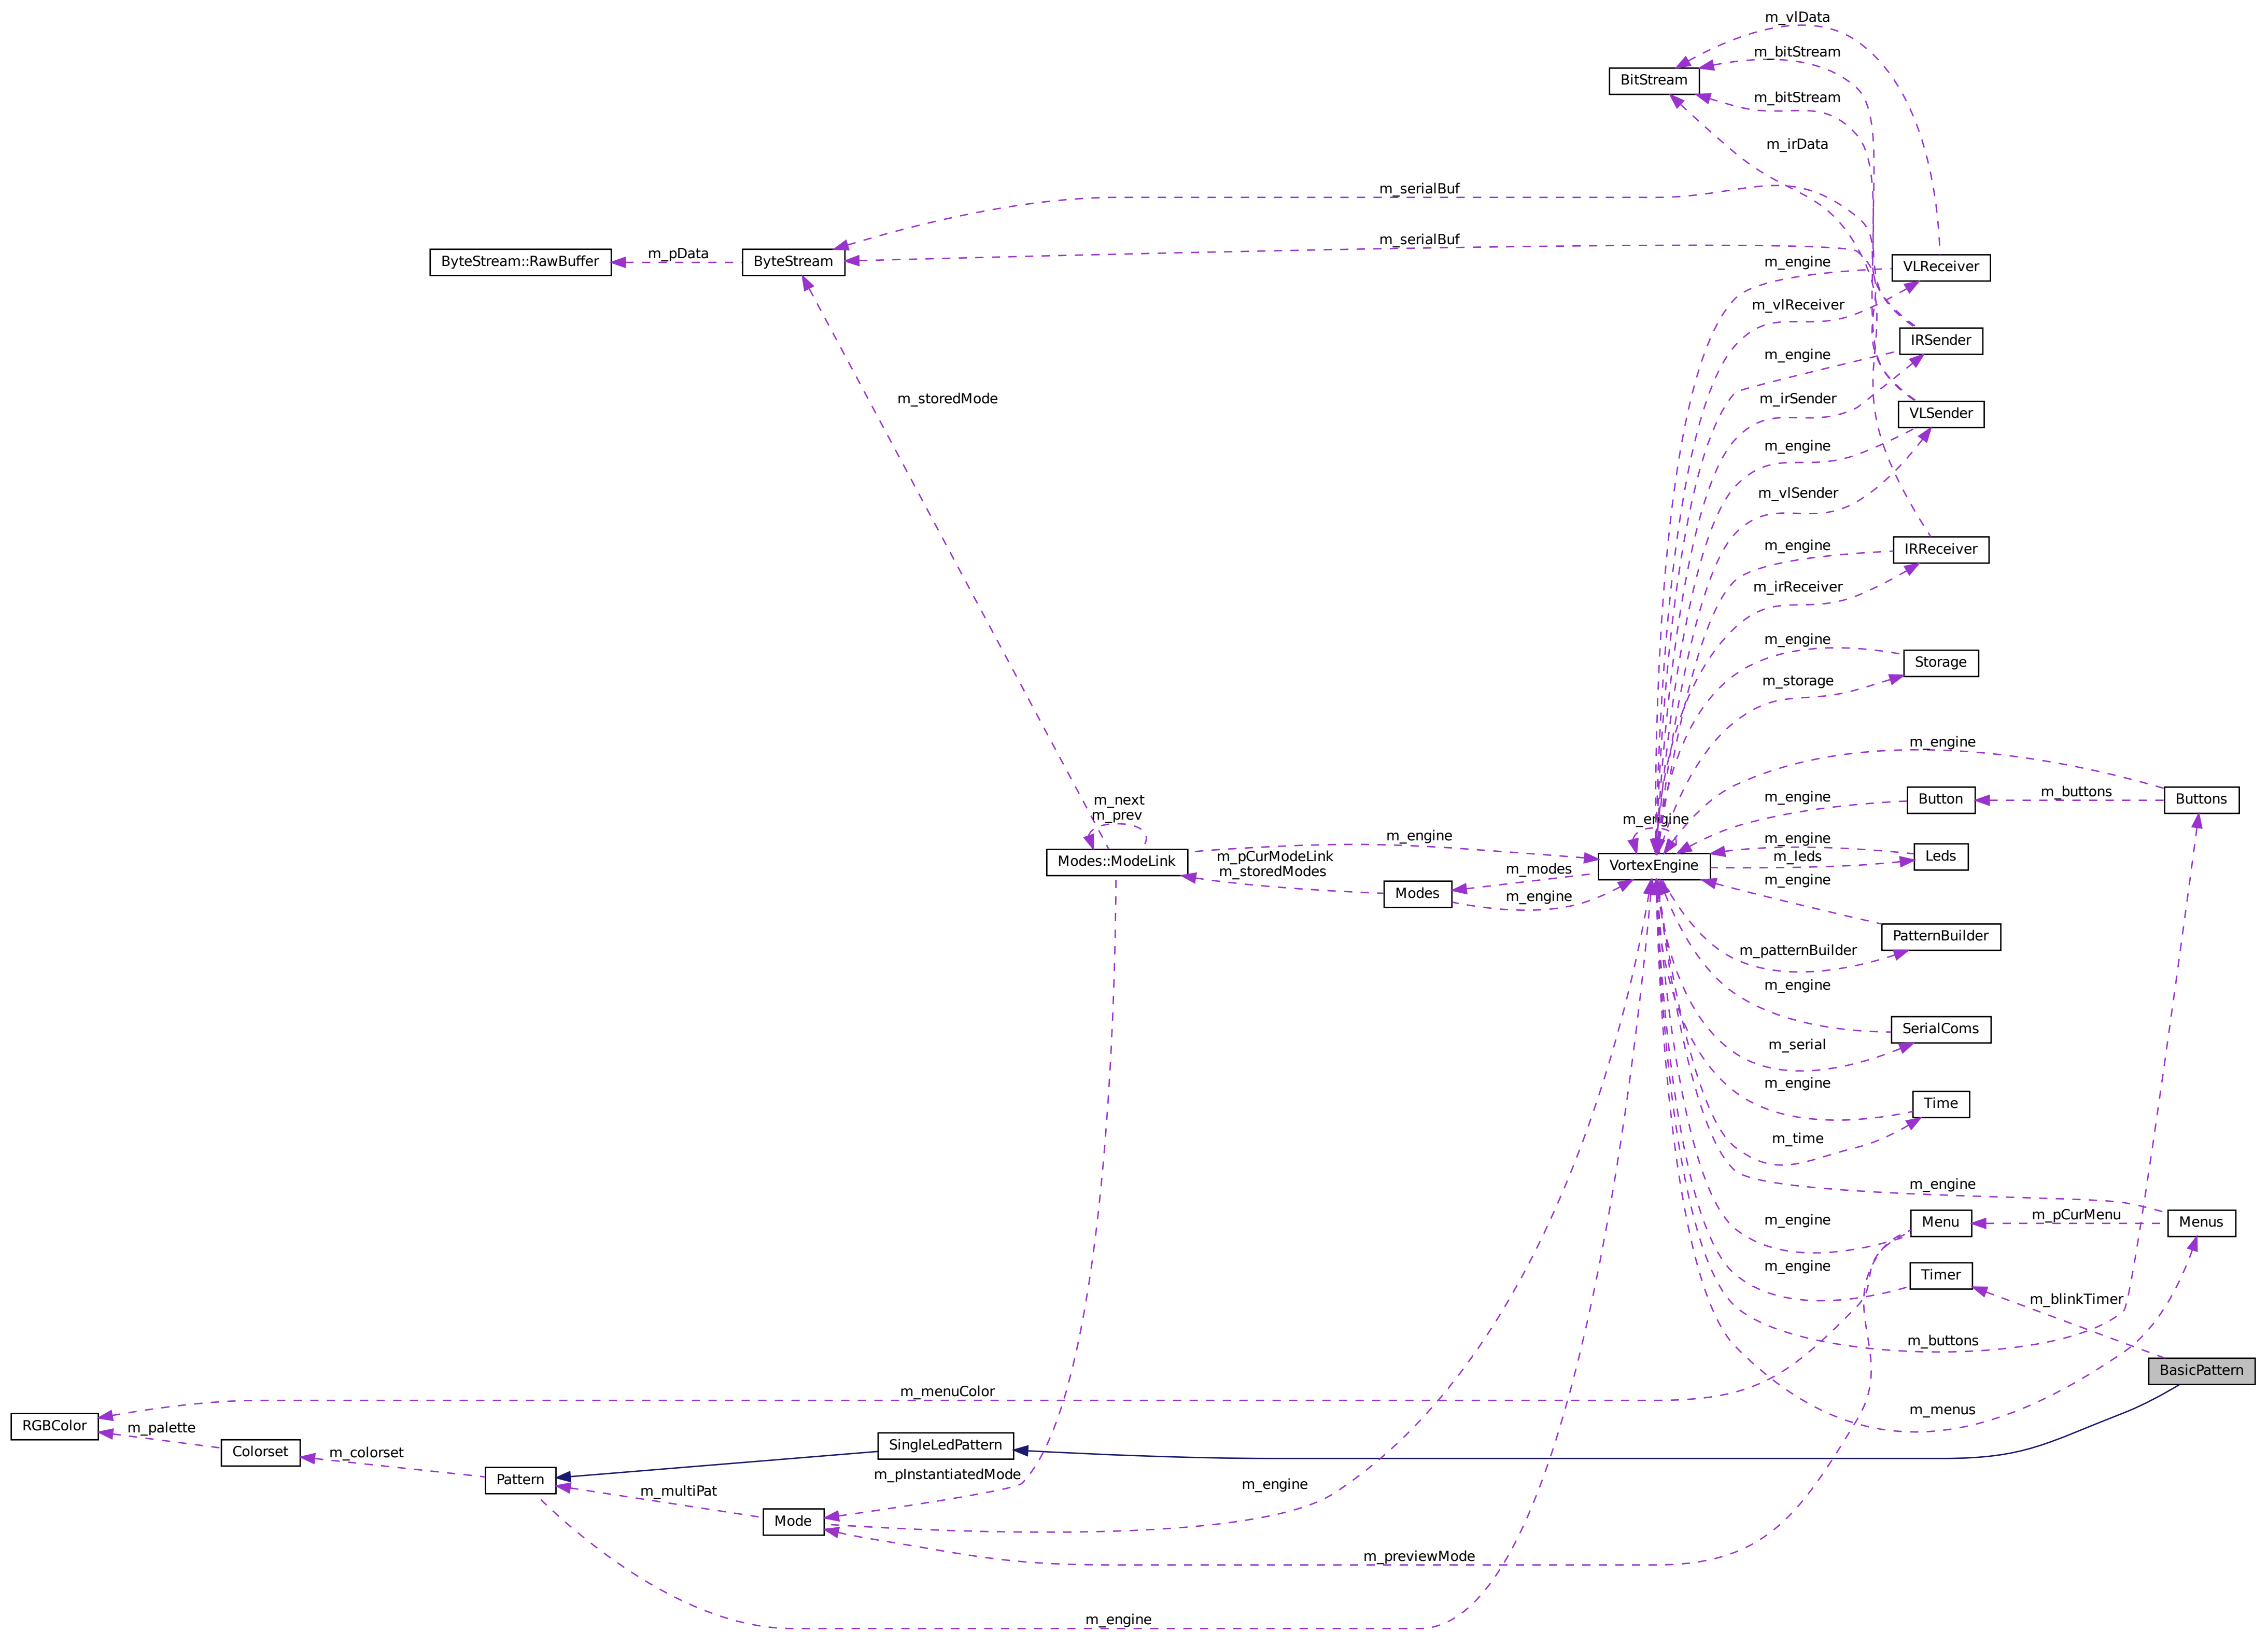 m_vlData
m_bitStream
BitStream
m_bitStream
m_irData
m_serialBuf
m_serialBuf
ByteStream::RawBuffer
m_pData
ByteStream
m_engine
VLReceiver
m_vlReceiver
IRSender
m_engine
m_storedMode
m_irSender
VLSender
m_engine
m_vlSender
m_engine
IRReceiver
m_irReceiver
m_engine
Storage
m_storage
m_engine
m_buttons
m_engine
Button
Buttons
m_next
m_prev
m_engine
m_engine
m_engine
Modes::ModeLink
m_pCurModeLink
m_storedModes
m_leds
Leds
m_modes
VortexEngine
Modes
m_engine
m_engine
PatternBuilder
m_patternBuilder
m_engine
SerialComs
m_serial
m_engine
Time
m_time
m_engine
m_engine
Menu
m_pCurMenu
Menus
m_engine
Timer
m_blinkTimer
m_buttons
BasicPattern
m_menuColor
m_menus
RGBColor
m_palette
Colorset
m_colorset
SingleLedPattern
Pattern
m_pInstantiatedMode
m_multiPat
m_engine
Mode
m_previewMode
m_engine